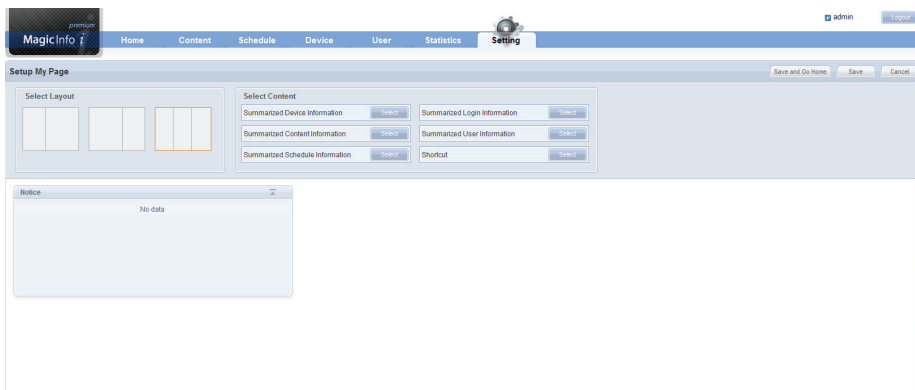 premium
admin
Logout
MagicInfo i
Home Content Schedule Device User Statistics Setting
Setup My Page
Save and Go Home Save Cancel
Select Layout
Select Content
Summarized Device Information Select Summarized Login Information Select
Summarized Content Information Select Summarized User Information Select
Summarized Schedule Information Select Shortcut Select
Notice
No data